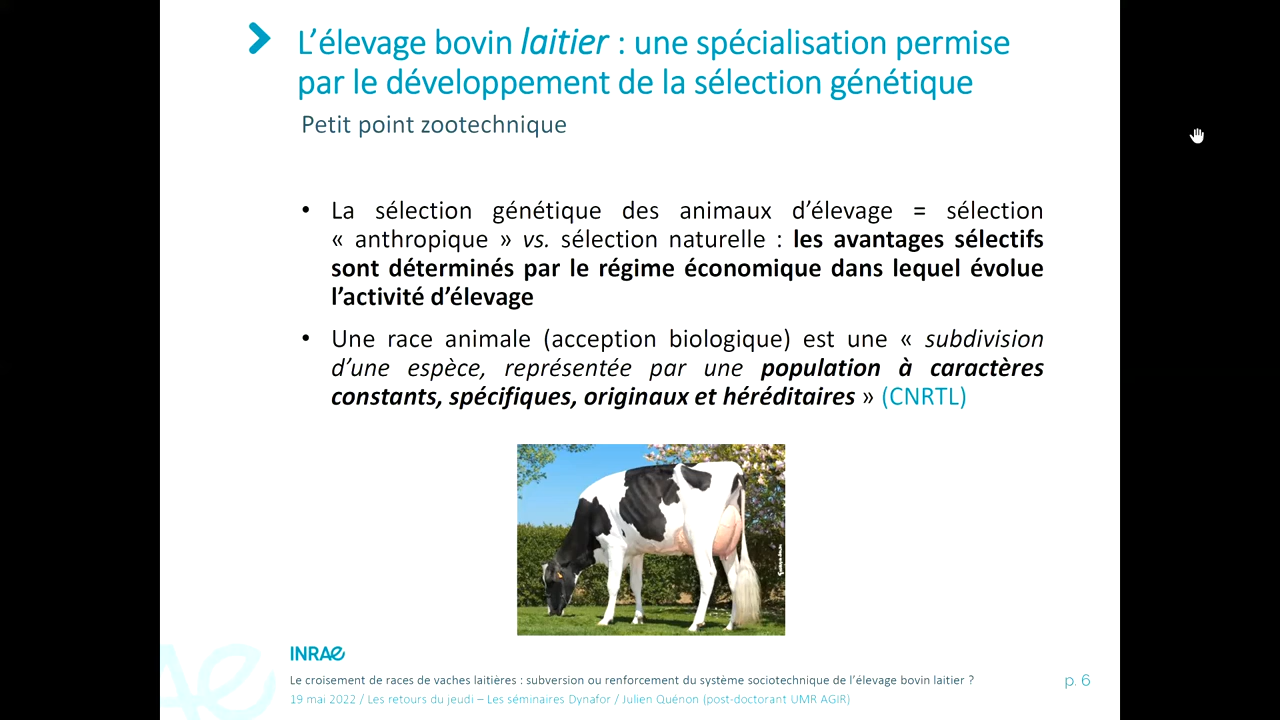 L’élevage bovin laitier : une spécialisation permise
par le développement de la sélection génétique
Petit point zootechnique
• La sélection génétique des animaux d’élevage = sélection
« anthropique » vs. sélection naturelle : les avantages sélectifs
sont déterminés par le régime économique dans lequel évolue
l’activité d’élevage
• Une race animale (acception biologique) est une « subdivision
d’une espèce, représentée par une population à caractères
constants, spécifiques, originaux et héréditaires » (CNRTL)
INRAE
Le croisement de races de vaches laitières : subversion ou renforcement du système sociotechnique de l’élevage bovin laitier ?
p. 6
19 mai 2022 / Les retours du jeudi – Les séminaires Dynafor / Julien Quénon (post-doctorant UMR AGIR)